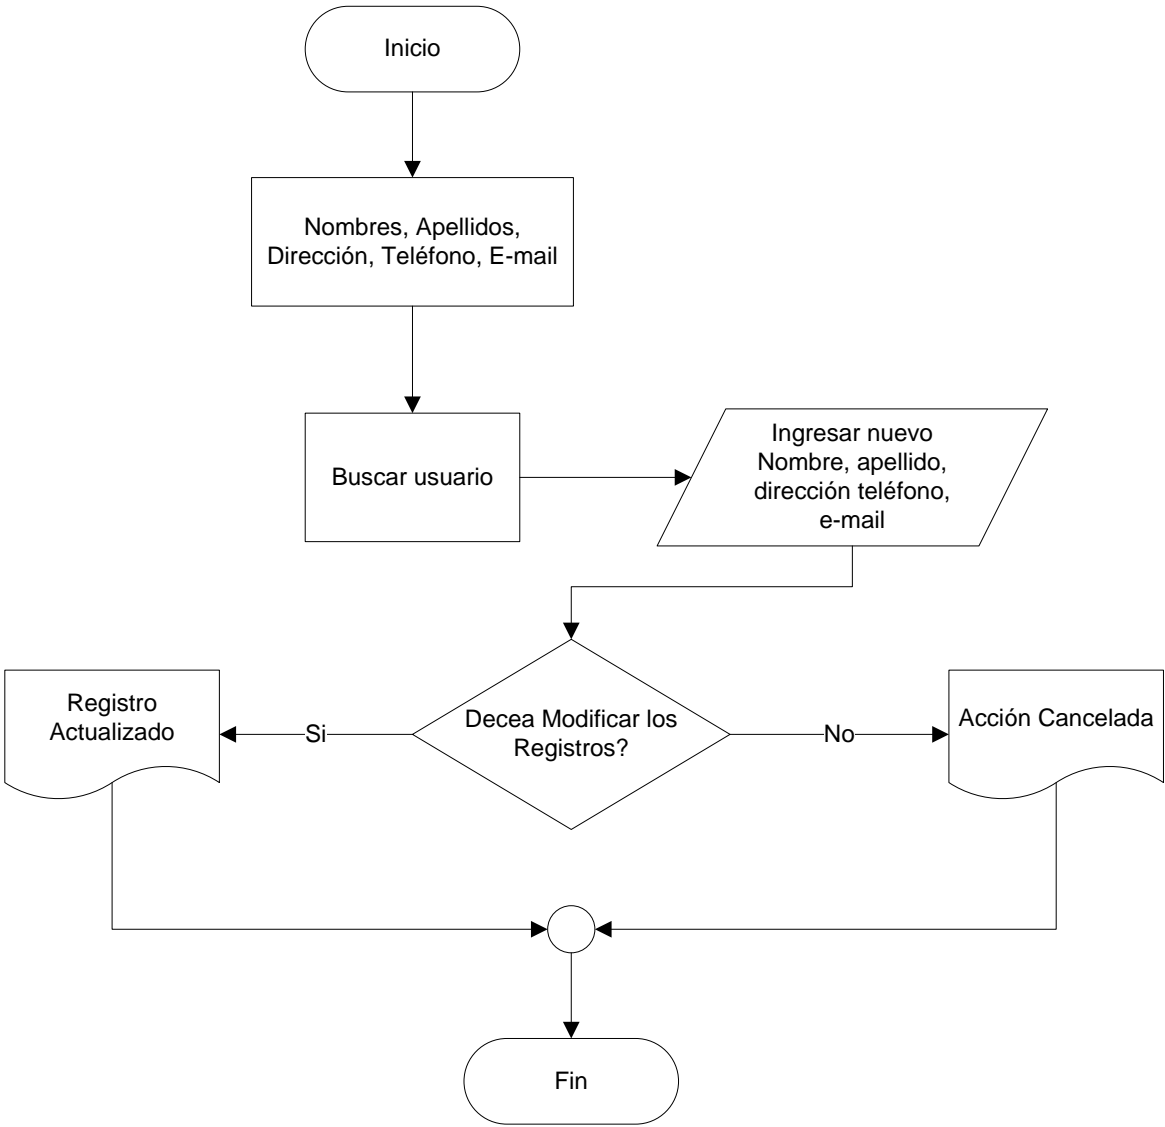 Inicio
Nombres, Apellidos,
Dirección, Teléfono, E-mail
Buscar usuario
Ingresar nuevo
Nombre, apellido,
dirección teléfono,
e-mail
Decea Modificar los
Registros?
Si
No
Registro
Actualizado
Acción Cancelada
Fin